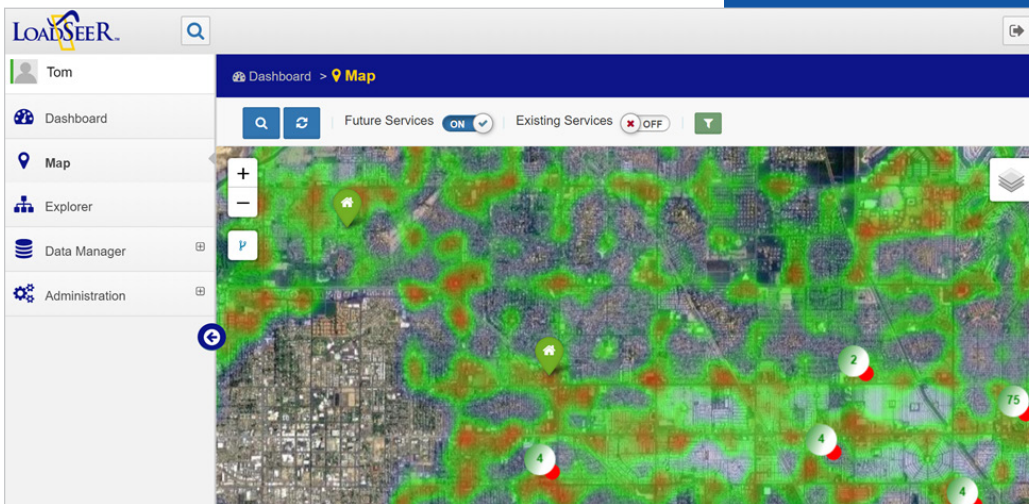 LOADSEER™
Tom
Dashboard > Map
Dashboard
Future Services ON
Existing Services OFF
Map
Explorer
Data Manager
Administration
+
−
2
75
4
4
4